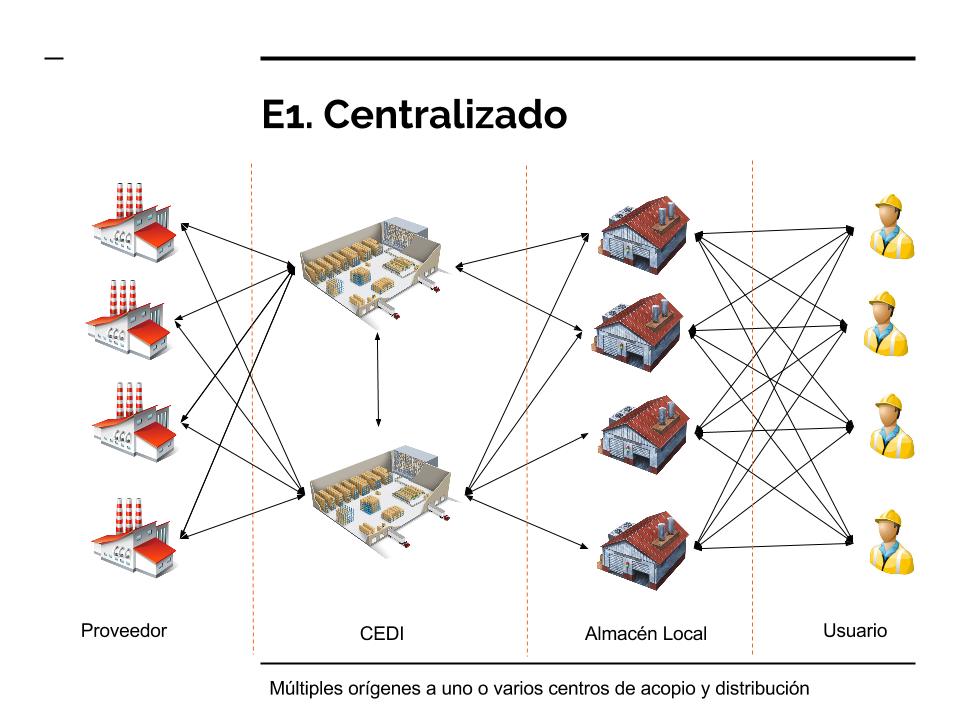 E1. Centralizado
Proveedor
CEDI
Almacén Local
Usuario
Múltiples orígenes a uno o varios centros de acopio y distribución